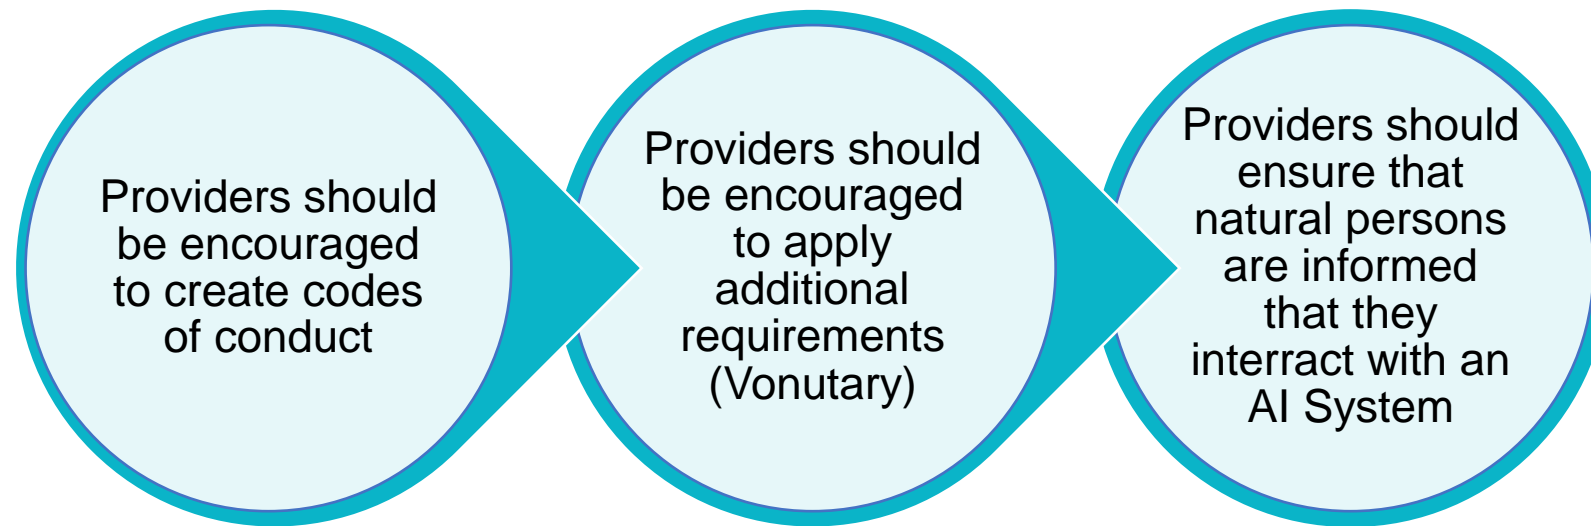 Providers should
be encouraged
to create codes
of conduct
Providers should
be encouraged
to apply
additional
requirements
(Vonutary)
Providers should
ensure that
natural persons
are informed
that they
interract with an
AI System